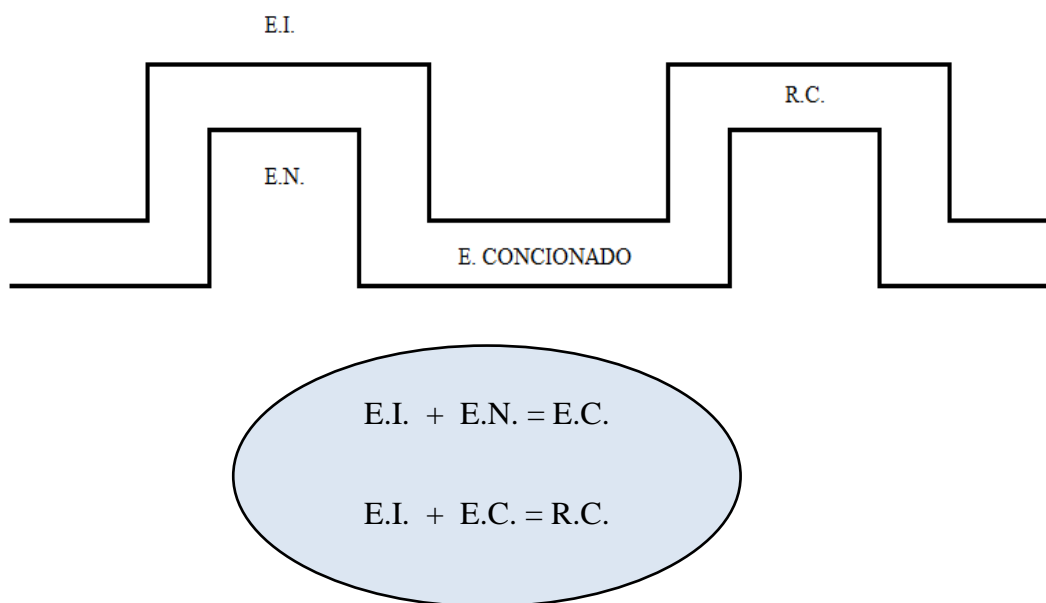 E.I.
R.C.
E.N.
E. CONCIONADO
E.I. + E.N. = E.C.
E.I. + E.C. = R.C.